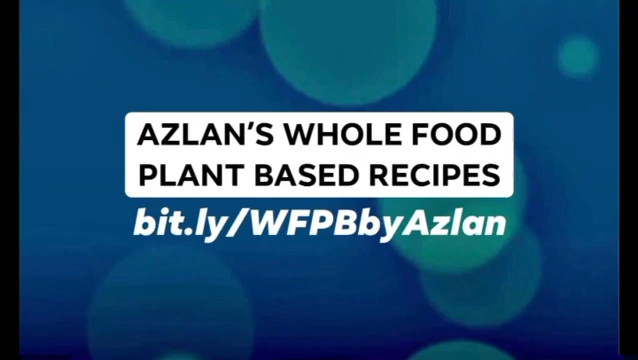 AZLAN'S WHOLE FOOD
PLANT BASED RECIPES
bit.ly/WFPBbyAzlan